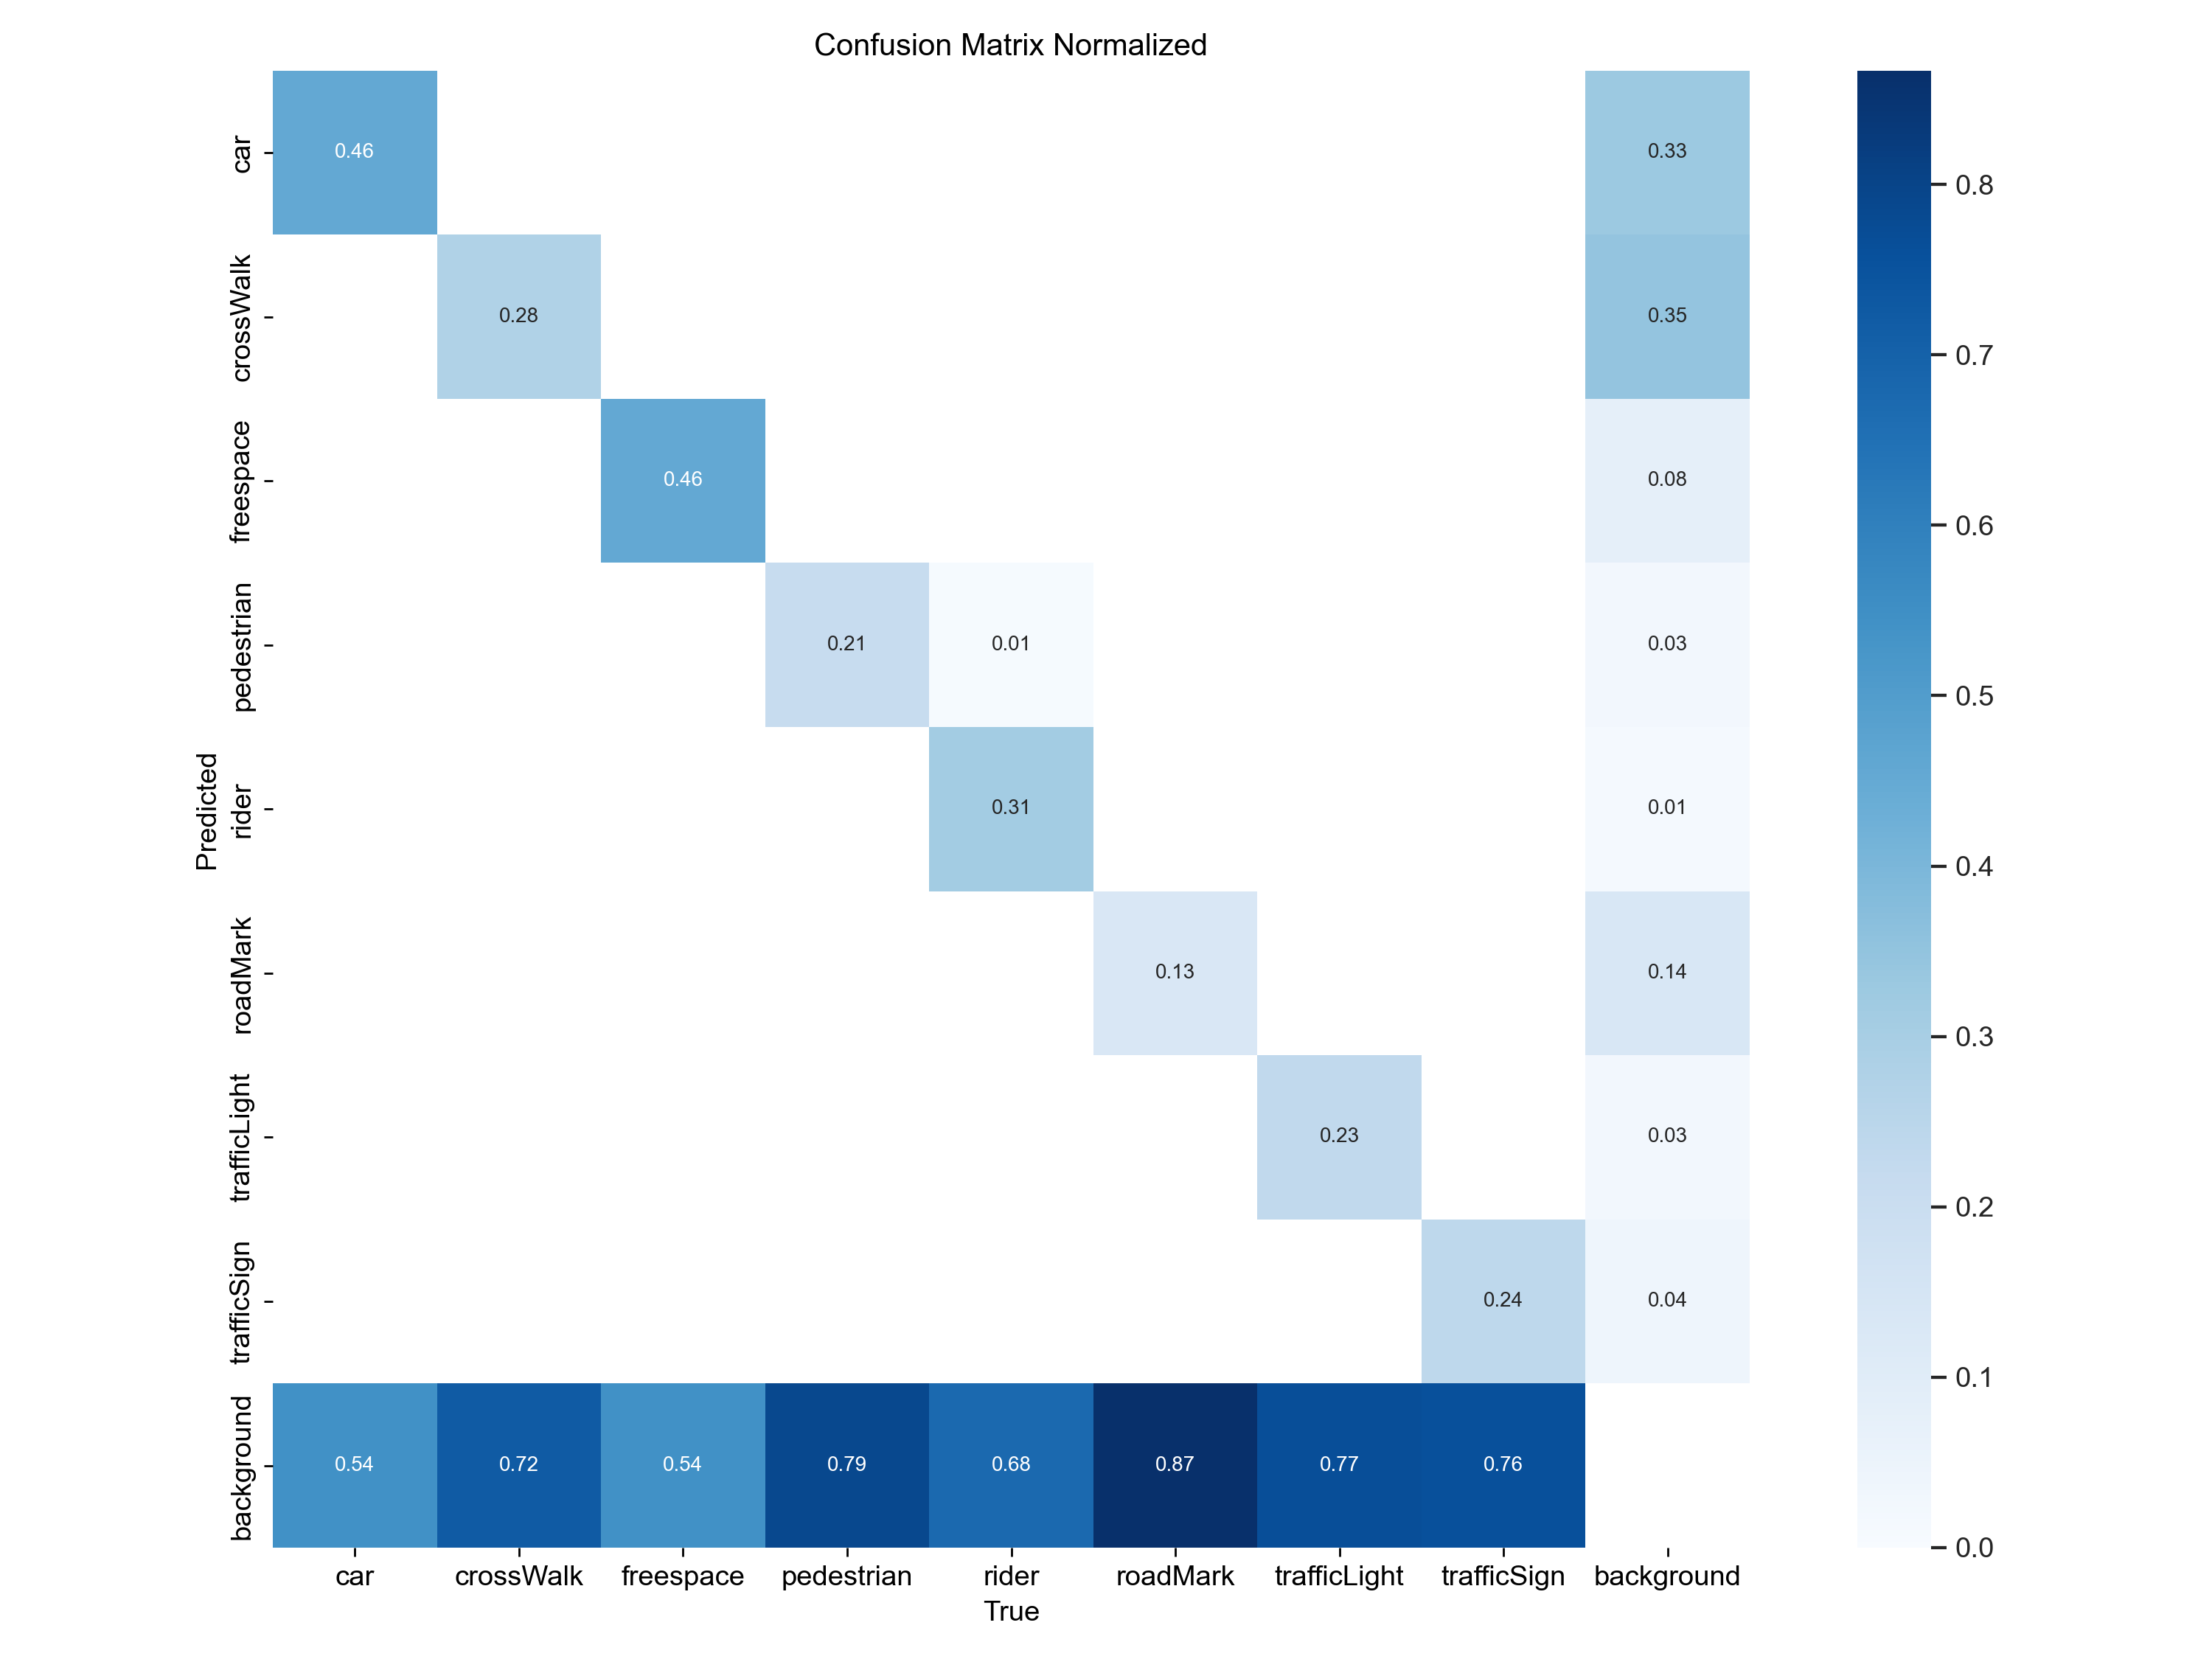 Confusion Matrix Normalized
car
0.46
0.33
crossWalk
0.28
0.35
freespace
0.46
0.08
pedestrian
0.21
0.01
0.03
Predicted
rider
0.31
0.01
roadMark
0.13
0.14
trafficLight
0.23
0.03
trafficSign
0.24
0.04
background
0.54
0.72
0.54
0.79
0.68
0.87
0.77
0.76
car
crossWalk
freespace
pedestrian
rider
roadMark
trafficLight
trafficSign
background
True
0.8
0.7
0.6
0.5
0.4
0.3
0.2
0.1
0.0